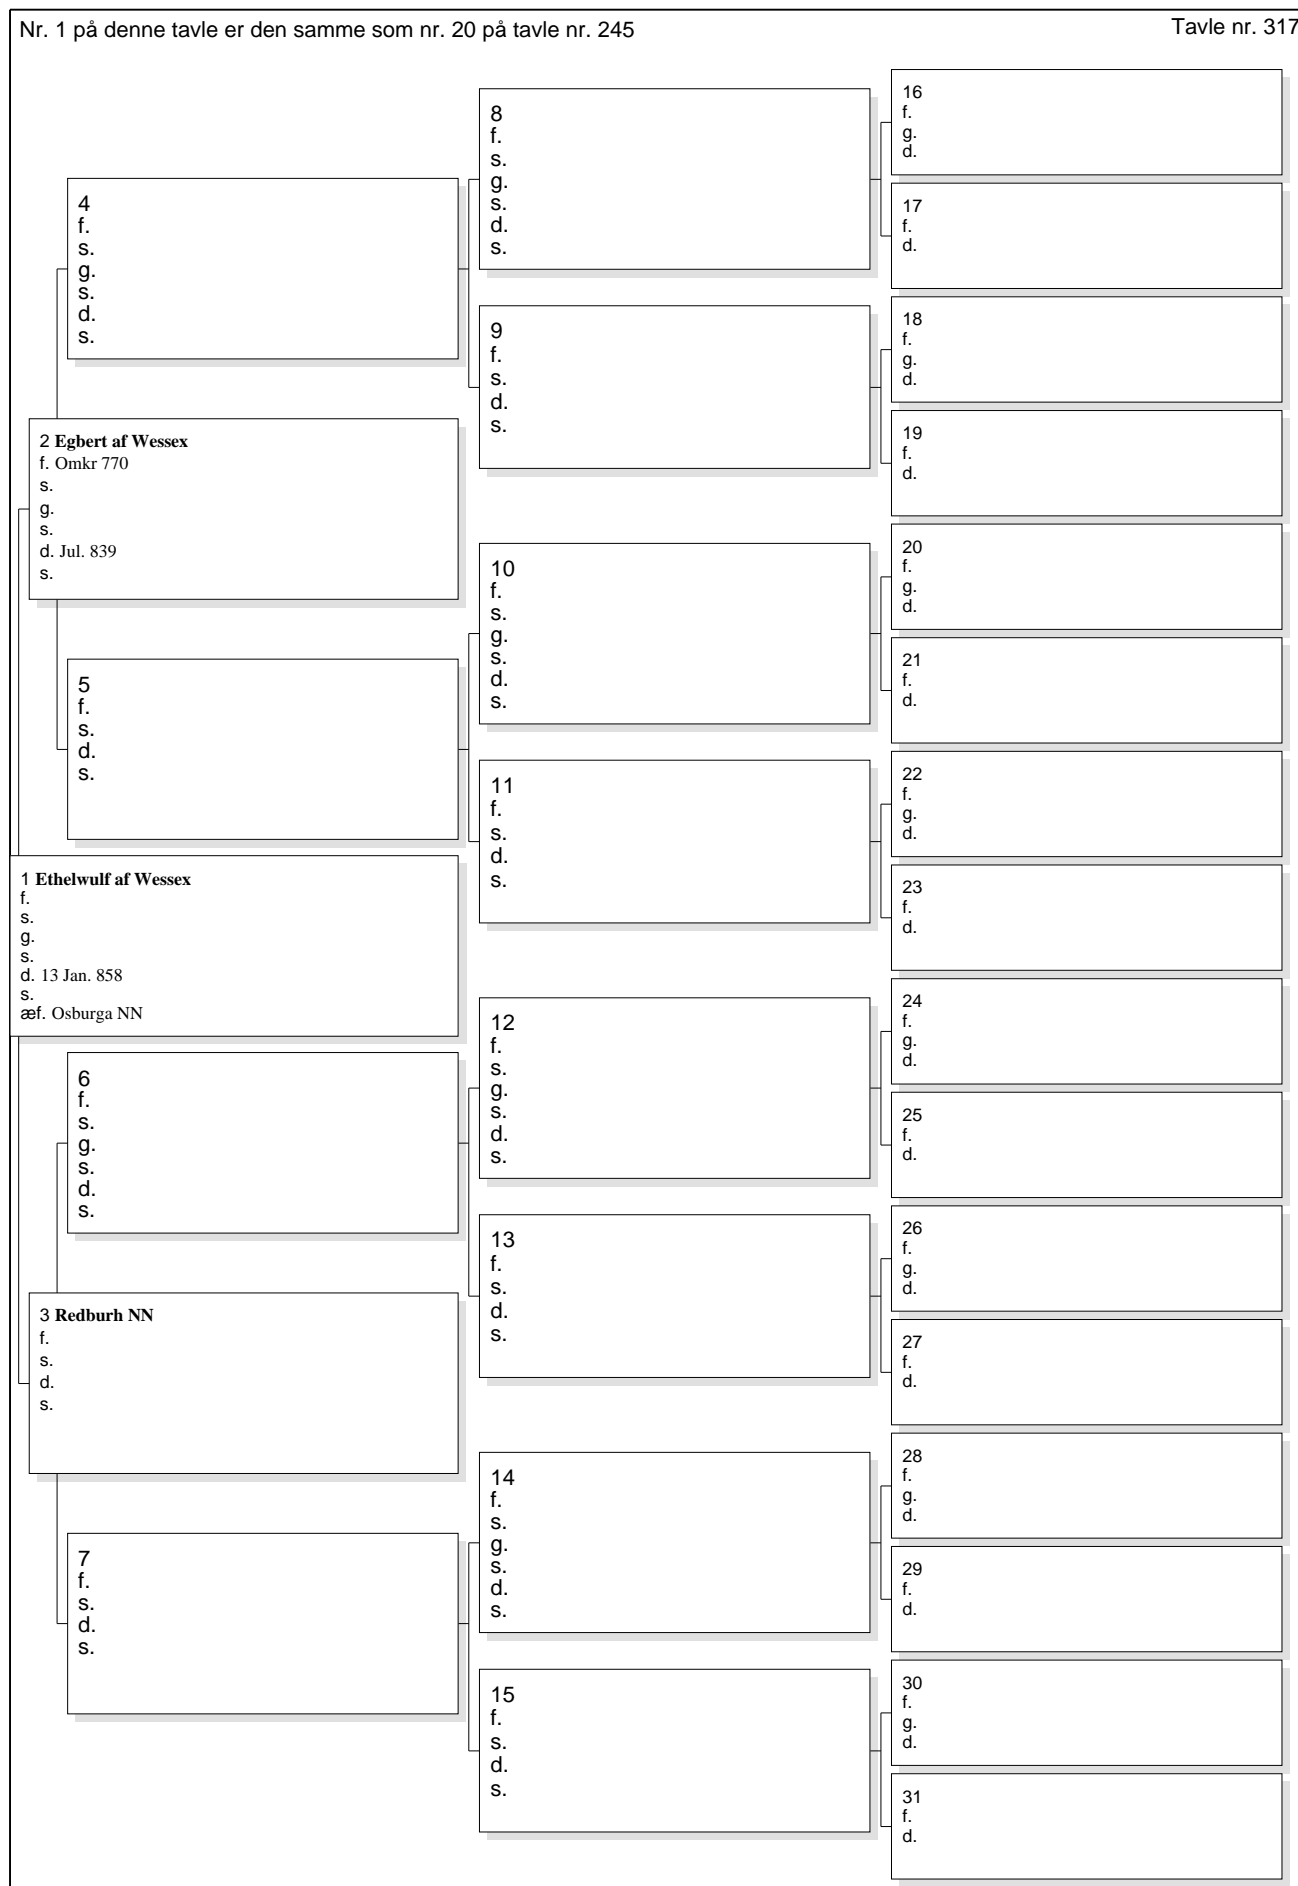 Nr. 1 på denne tavle er den samme som nr. 20 på tavle nr. 245
Tavle nr. 317
1 Ethelwulf af Wessex
f.
s.
g.
s.
d. 13 Jan. 858
s.
æf. Osburga NN
2 Egbert af Wessex
f. Omkr 770
s.
g.
s.
d. Jul. 839
s.
3 Redburh NN
f.
s.
d.
s.
4
f.
s.
g.
s.
d.
s.
5
f.
s.
d.
s.
6
f.
s.
g.
s.
d.
s.
7
f.
s.
d.
s.
8
f.
s.
g.
s.
d.
s.
9
f.
s.
d.
s.
10
f.
s.
g.
s.
d.
s.
11
f.
s.
d.
s.
12
f.
s.
g.
s.
d.
s.
13
f.
s.
d.
s.
14
f.
s.
g.
s.
d.
s.
15
f.
s.
d.
s.
16
f.
g.
d.
17
f.
d.
18
f.
g.
d.
19
f.
d.
20
f.
g.
d.
21
f.
d.
22
f.
g.
d.
23
f.
d.
24
f.
g.
d.
25
f.
d.
26
f.
g.
d.
27
f.
d.
28
f.
g.
d.
29
f.
d.
30
f.
g.
d.
31
f.
d.